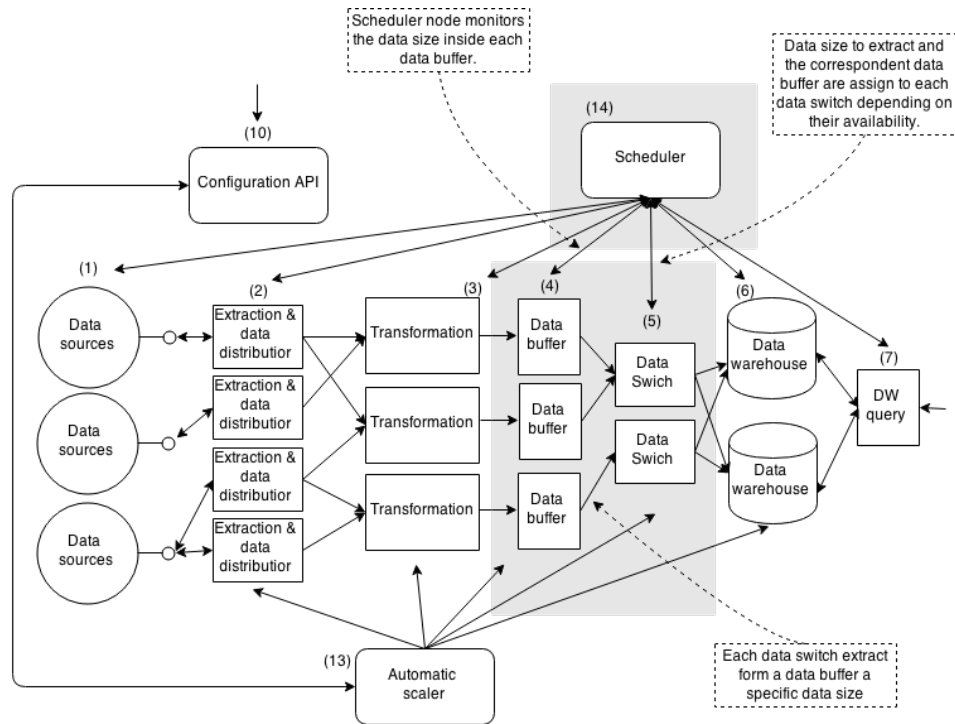 Scheduler node monitors
the data size inside each
data buffer.
Data size to extract and
the correspondent data
buffer are assign to each
data switch depending on
their availability.
(10)
Configuration API
(14)
Scheduler
(1)
(2)
(3)
(4)
(5)
(6)
(7)
Data
sources
Data
sources
Data
sources
Extraction &
data
distributior
Extraction &
data
distributior
Extraction &
data
distributior
Extraction &
data
distributior
Transformation
Transformation
Transformation
Data
buffer
Data
buffer
Data
buffer
Data
Swich
Data
Swich
Data
warehouse
Data
warehouse
DW
query
(13)
Automatic
scaler
Each data switch extract
form a data buffer a
specific data size